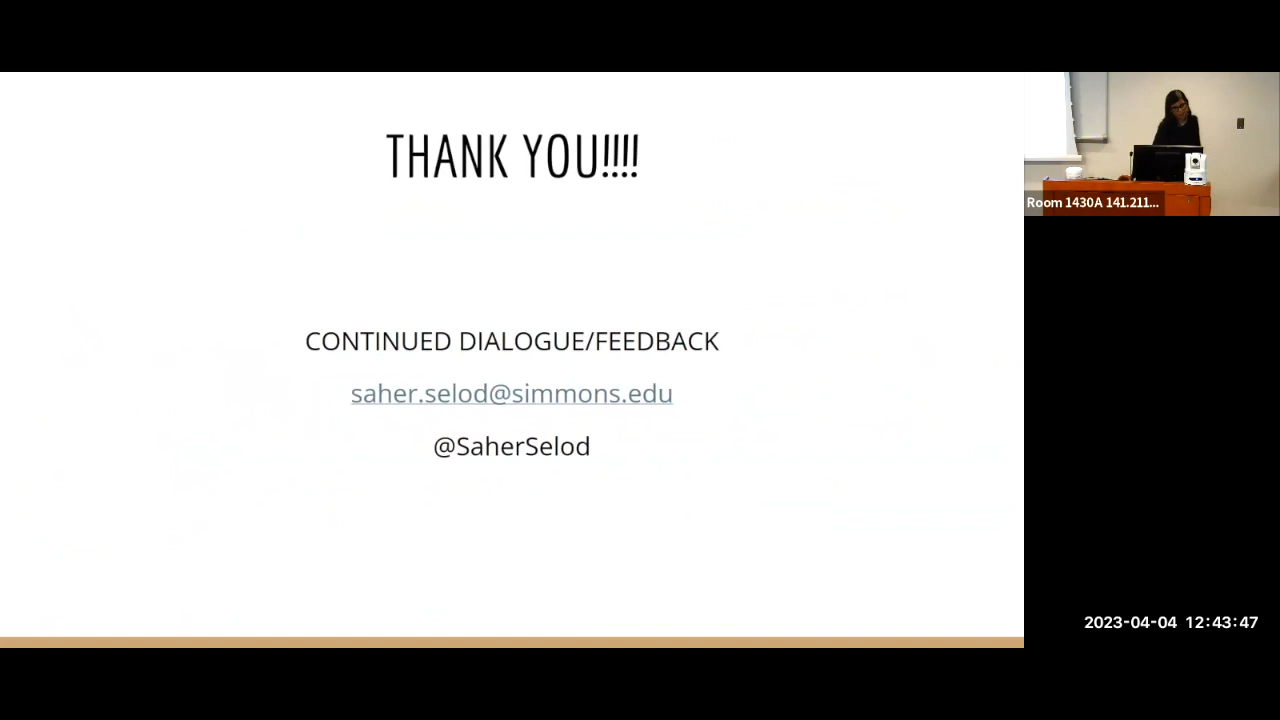 THANK YOU!!!!
CONTINUED DIALOGUE/FEEDBACK
saher.selod@simmons.edu
@SaherSelod
Room 1430A 141.211...
2023-04-04 12:43:47